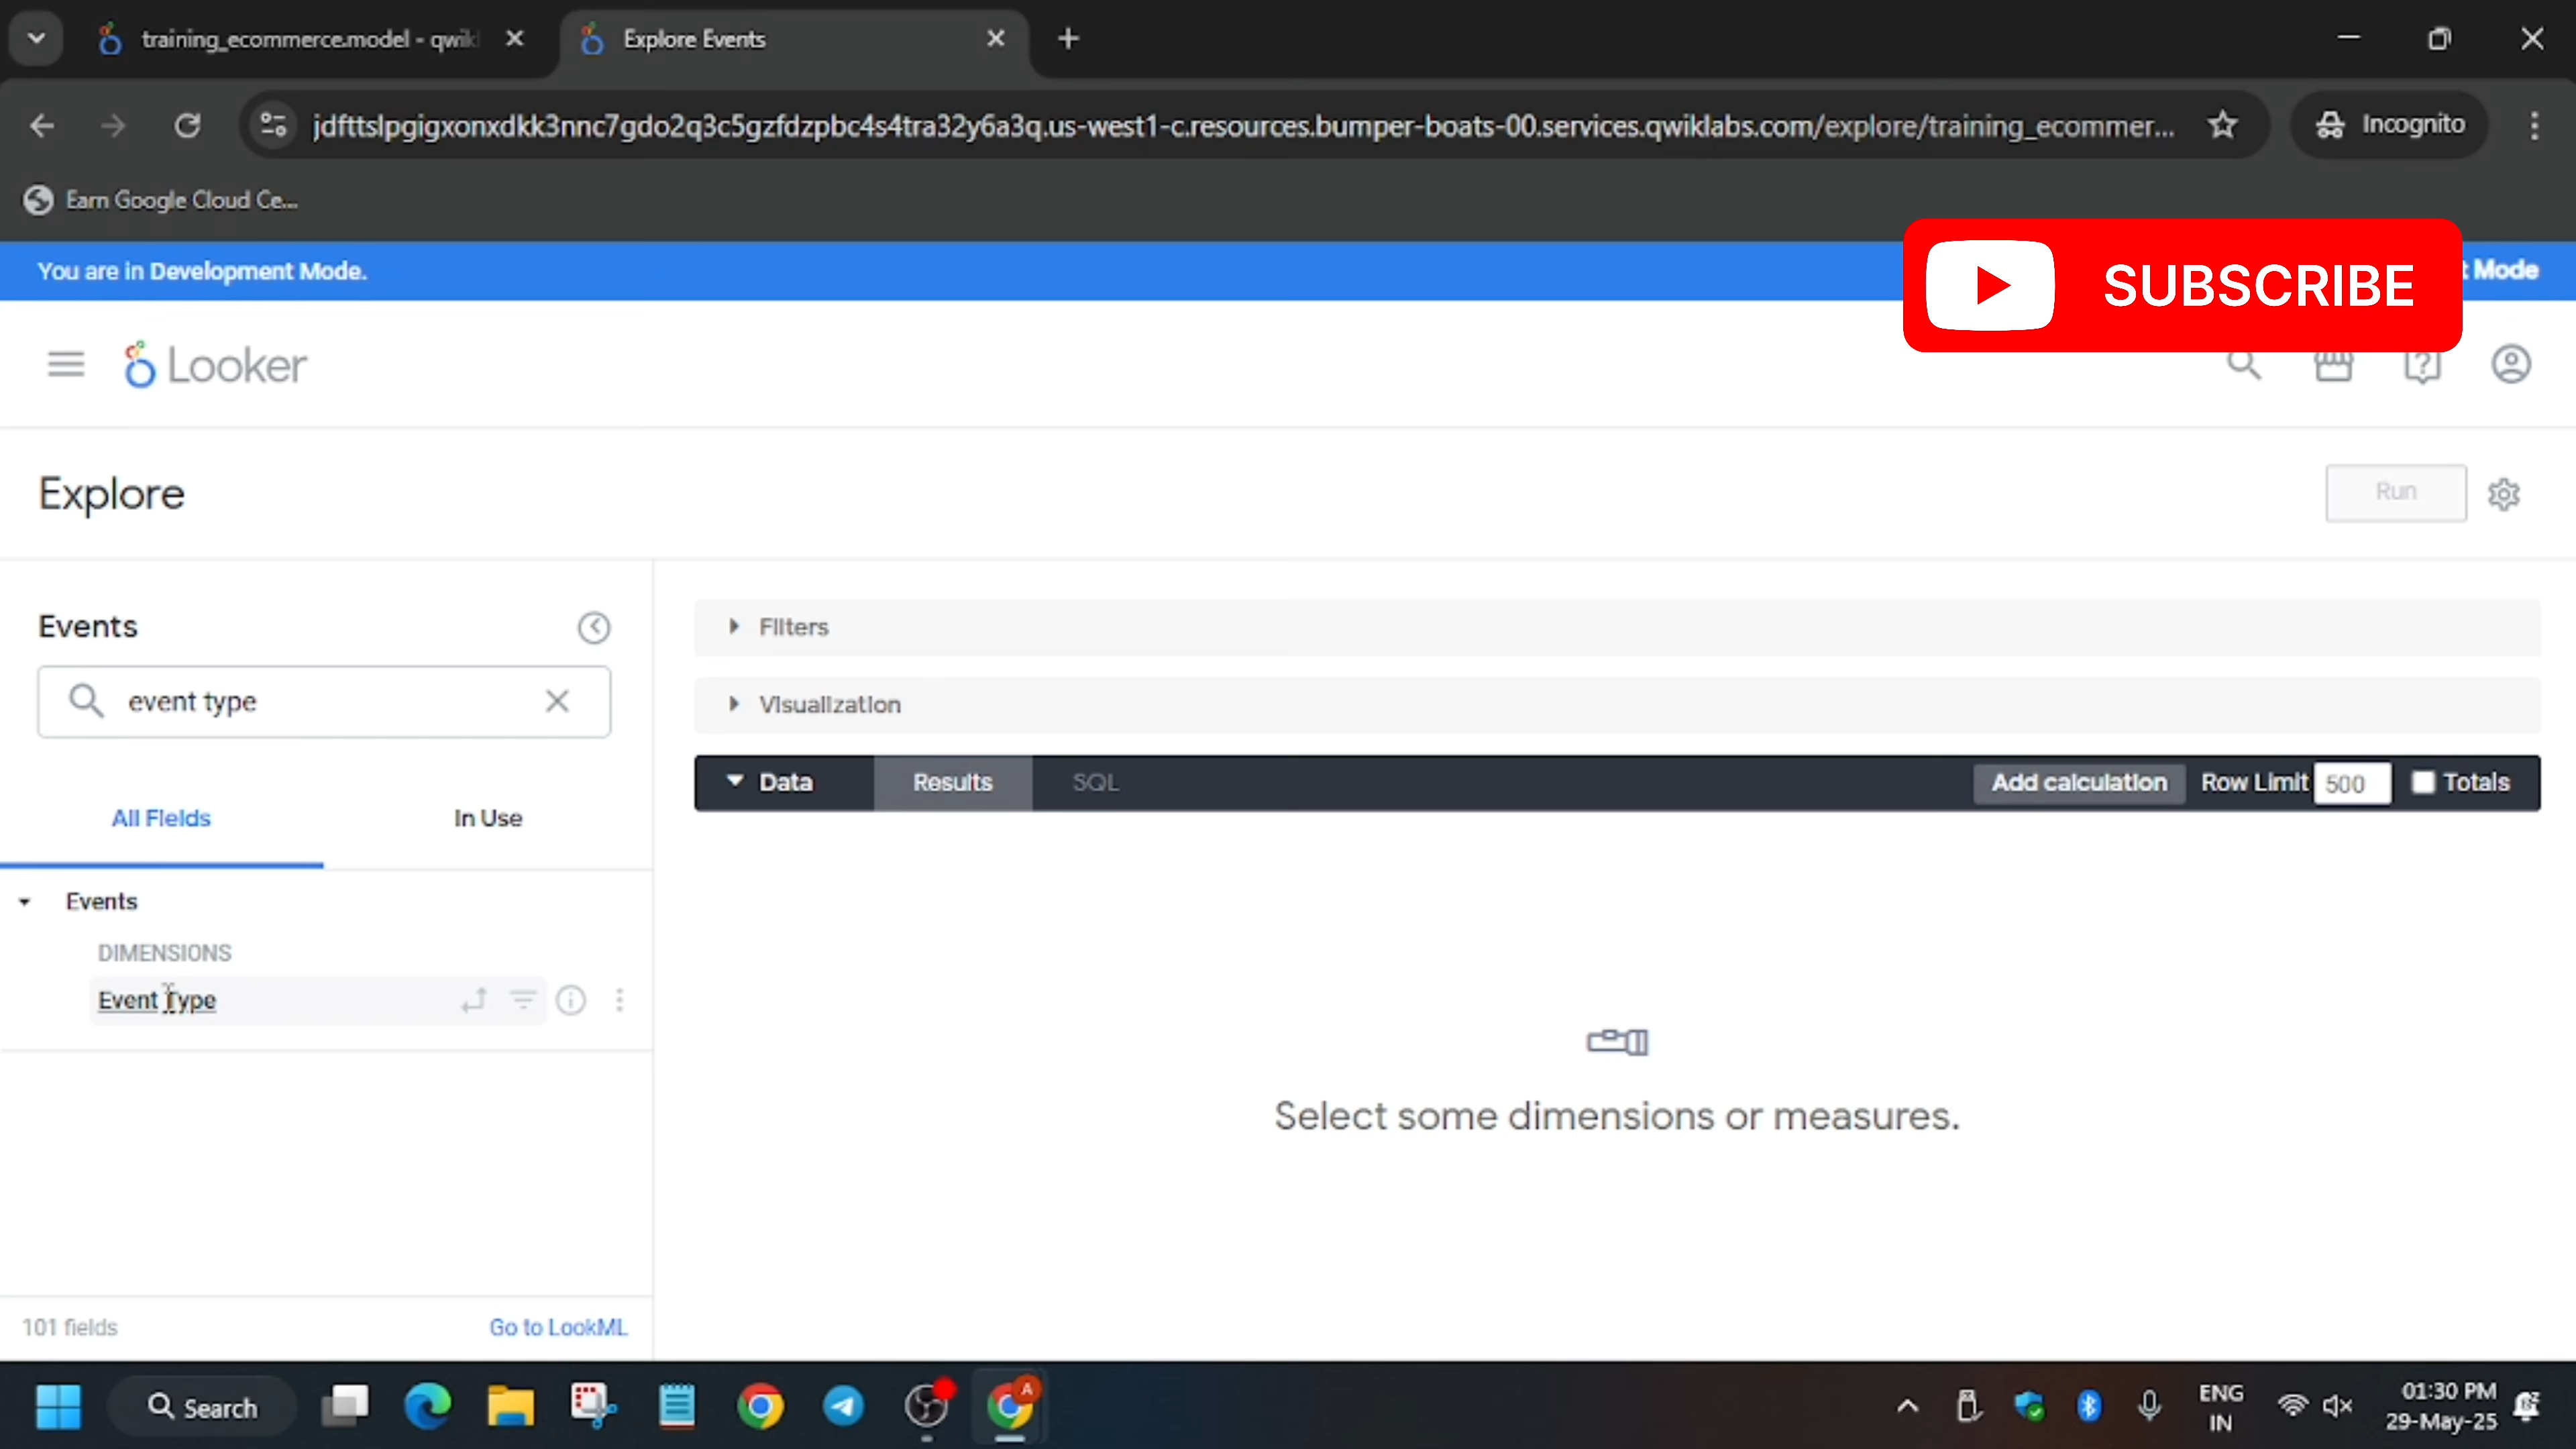 training_ecommerce.model - qwikl
Explore Events
jdfttslpgigxonxdkk3nnc7gdo2q3c5gzfdzpbc4s4tra32y6a3q.us-west1-c.resources.bumper-boats-00.services.qwiklabs.com/explore/training_ecommer...
Incognito
Earn Google Cloud Ce...
You are in Development Mode.
t Mode
SUBSCRIBE
Looker
Explore
Run
Events
event type
All Fields
In Use
Events
DIMENSIONS
Event Type
101 fields
Go to LookML
Filters
Visualization
Data
Results
SQL
Add calculation
Row Limit
500
Totals
Select some dimensions or measures.
Search
A
ENG
IN
01:30 PM
29-May-25